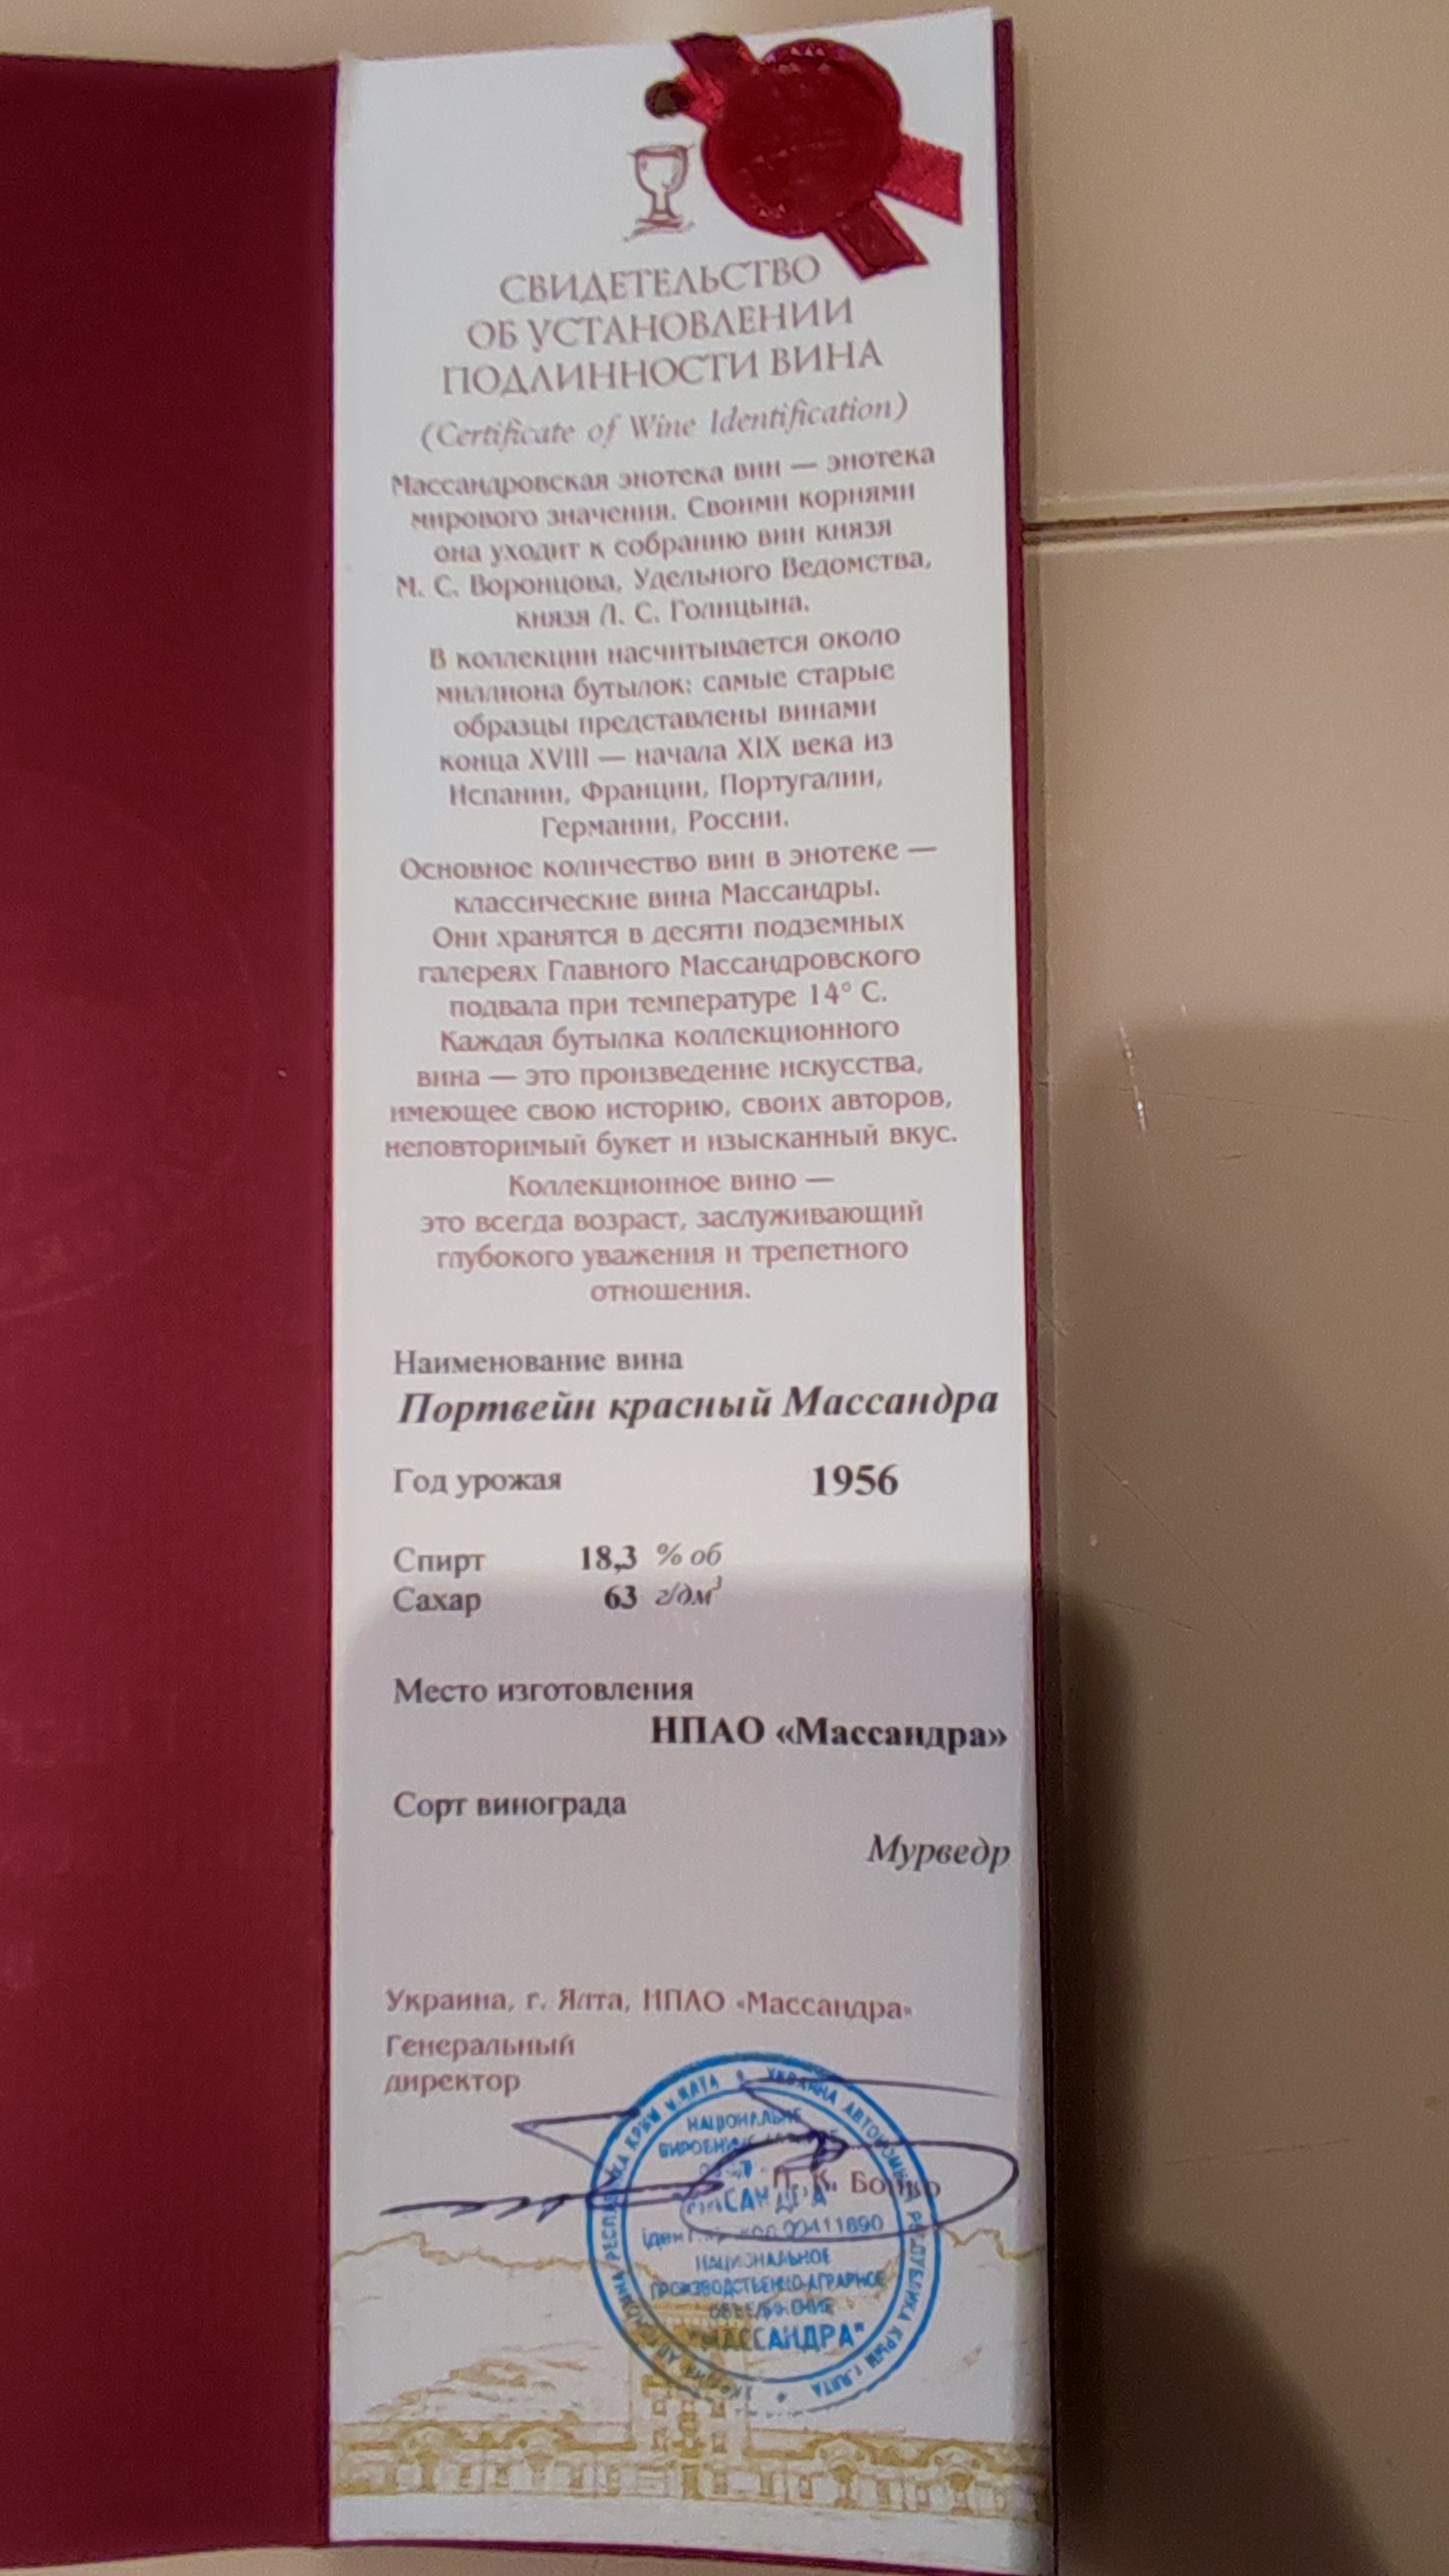 СВИДЕТЕЛЬСТВО
ОБ УСТАНОВЛЕНИИ
ПОДЛИННОСТИ ВИНА
(Certificate of Wine Identification)
Массандровская энотека вин — энотека
мирового значения. Своими корнями
она уходит к собранию вин князя
М. С. Воронцова, Удельного Ведомства,
князя Л. С. Голицына.
В коллекции насчитывается около
миллиона бутылок: самые старые
образцы представлены винами
конца XVIII — начала XIX века из
Испании, Франции, Португалии,
Германии, России.
Основное количество вин в энотеке —
классические вина Массандры.
Они хранятся в десяти подземных
галереях Главного Массандровского
подвала при температуре 14° С.
Каждая бутылка коллекционного
вина — это произведение искусства,
имеющее свою историю, своих авторов,
неповторимый букет и изысканный вкус.
Коллекционное вино —
это всегда возраст, заслуживающий
глубокого уважения и трепетного
отношения.
Наименование вина
Портвейн красный Массандра
Год урожая 1956
Спирт 18,3 % об
Сахар 63 г/дм³
Место изготовления
НПАО «Массандра»
Сорт винограда
Мурведр
Украина, г. Ялта, НПАО «Массандра»
Генеральный
директор
Н. К. Бойко
НАЦИОНАЛЬНОЕ
ПРОИЗВОДСТВЕННО-АГРАРНОЕ
ОБЪЕДИНЕНИЕ
"МАССАНДРА"